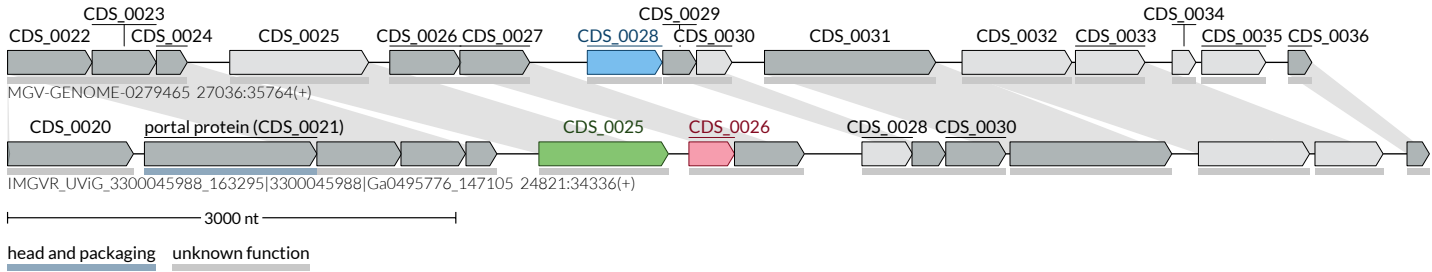 CDS_0029
CDS_0023 CDS_0034
CDS_0022 CDS_0024 CDS_0025 CDS_0026 CDS_0027 CDS_0028 CDS_0030 CDS_0031 CDS_0032 CDS_0033 CDS_0035 CDS_0036
MGV-GENOME-0279465 27036:35764(+)
CDS_0020 portal protein (CDS_0021) CDS_0025 CDS_0026 CDS_0028 CDS_0030
IMGVR_UViG_3300045988_163295|3300045988|Ga0495776_147105 24821:34336(+)
3000 nt
head and packaging unknown function